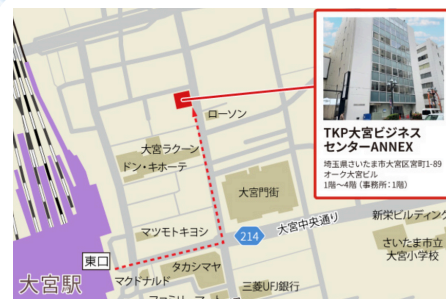 TKP大宮ビジネス
センターANNEX
埼玉県さいたま市大宮区宮町1-89
オーク大宮ビル
1階～4階（事務所：1階）
ローソン
大宮ラクーン
ドン・キホーテ
大宮門街
大宮中央通り
新栄ビルディング
マツモトキヨシ
214
さいたま市立
大宮小学校
東口
タカシマヤ
大宮駅
マクドナルド
三菱UFJ銀行